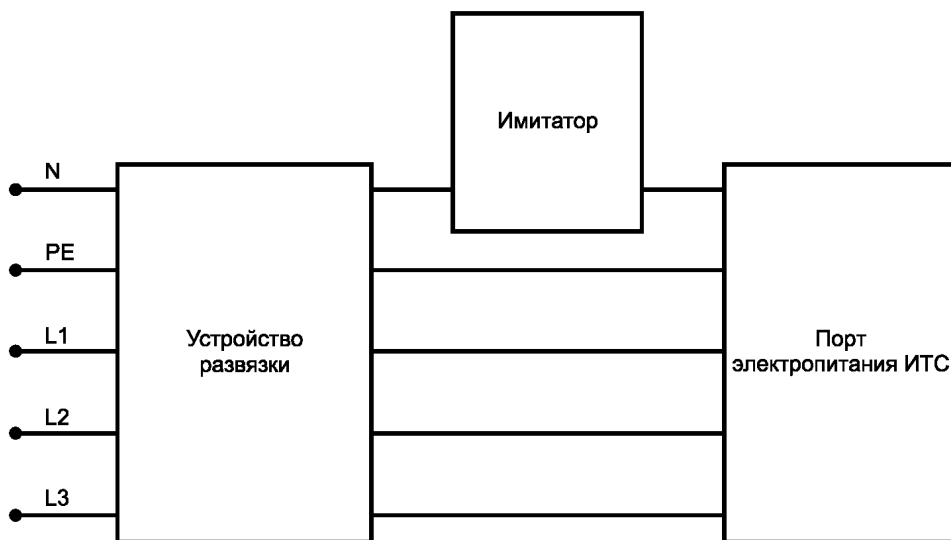 Имитатор
N
PE
L1
L2
L3
Устройство
развязки
Порт
электропитания ИТС